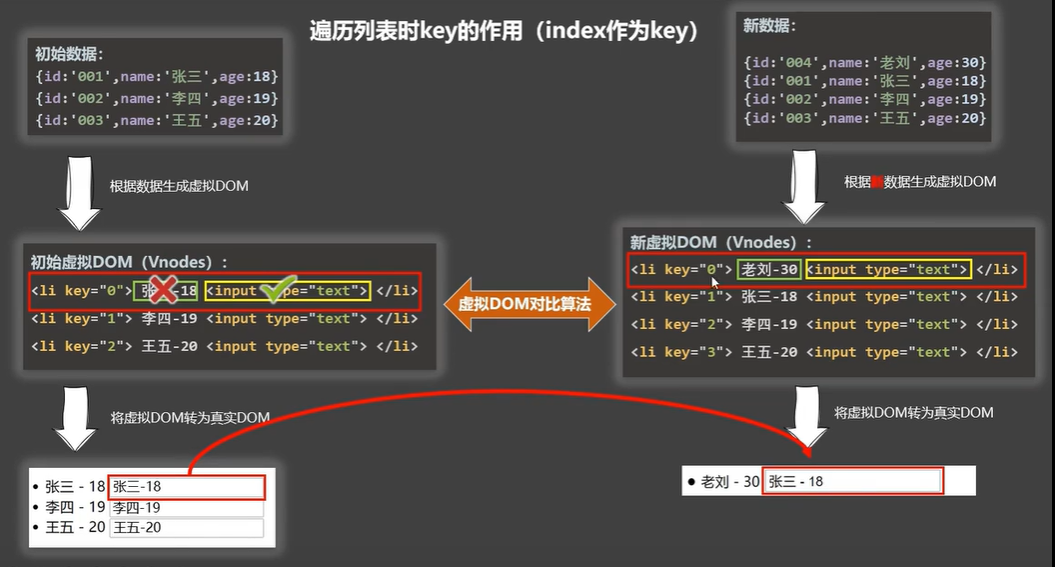 遍历列表时key的作用（index作为key）
初始数据：
{id:'001',name:'张三',age:18}
{id:'002',name:'李四',age:19}
{id:'003',name:'王五',age:20}
根据数据生成虚拟DOM
初始虚拟DOM（Vnodes）：
<li key="0"> 张三-18 <input type="text"> </li>
<li key="1"> 李四-19 <input type="text"> </li>
<li key="2"> 王五-20 <input type="text"> </li>
将虚拟DOM转为真实DOM
• 张三 - 18 张三-18
• 李四 - 19 李四-19
• 王五 - 20 王五-20
虚拟DOM对比算法
新数据：
{id:'004',name:'老刘',age:30}
{id:'001',name:'张三',age:18}
{id:'002',name:'李四',age:19}
{id:'003',name:'王五',age:20}
根据数据生成虚拟DOM
新虚拟DOM（Vnodes）：
<li key="0"> 老刘-30 <input type="text"> </li>
<li key="1"> 张三-18 <input type="text"> </li>
<li key="2"> 李四-19 <input type="text"> </li>
<li key="3"> 王五-20 <input type="text"> </li>
将虚拟DOM转为真实DOM
• 老刘 - 30 张三 - 18